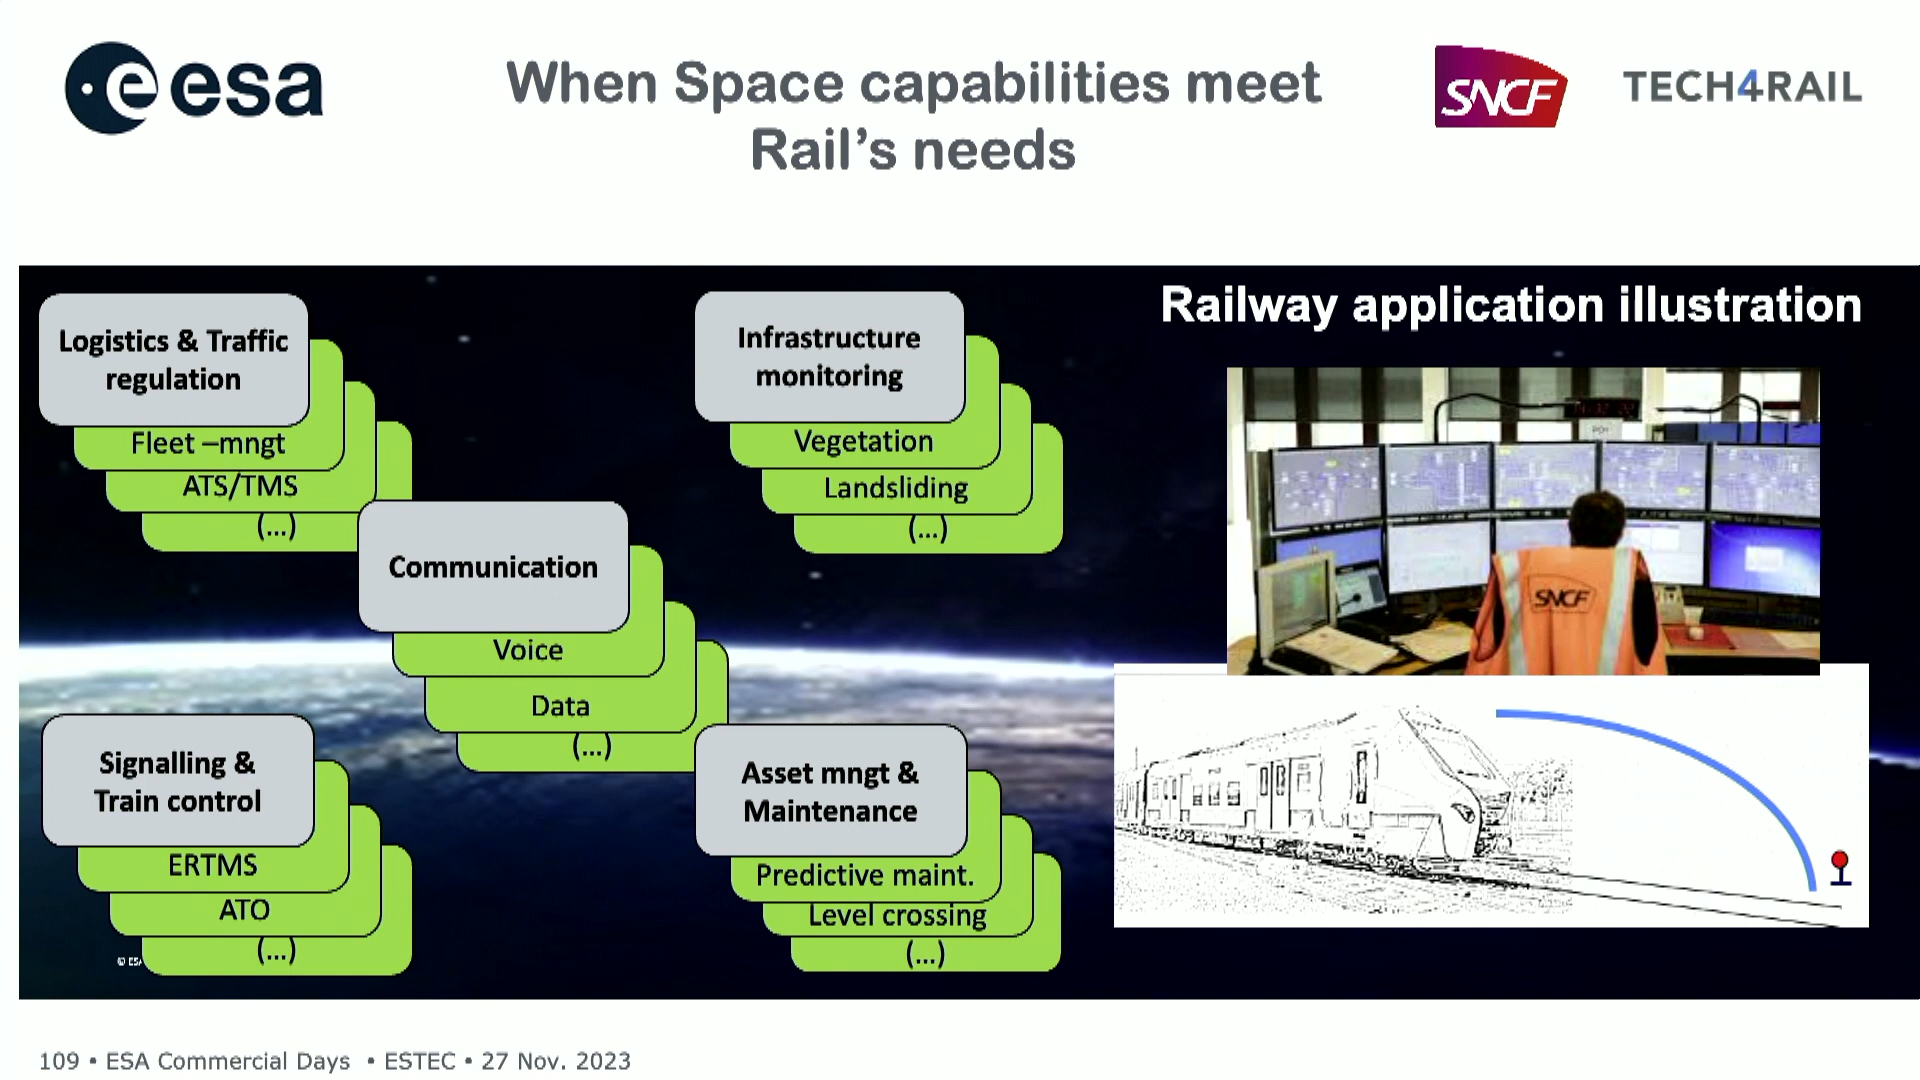 esa
When Space capabilities meet
Rail's needs
SNCF
TECH4RAIL
Logistics & Traffic
regulation
Fleet –mngt
ATS/TMS
(...)
Infrastructure
monitoring
Vegetation
Landsliding
(...)
Communication
Voice
Data
(...)
Signalling &
Train control
ERTMS
ATO
(...)
© ESA
Asset mngt &
Maintenance
Predictive maint.
Level crossing
(...)
Railway application illustration
SNCF
109 • ESA Commercial Days • ESTEC • 27 Nov. 2023